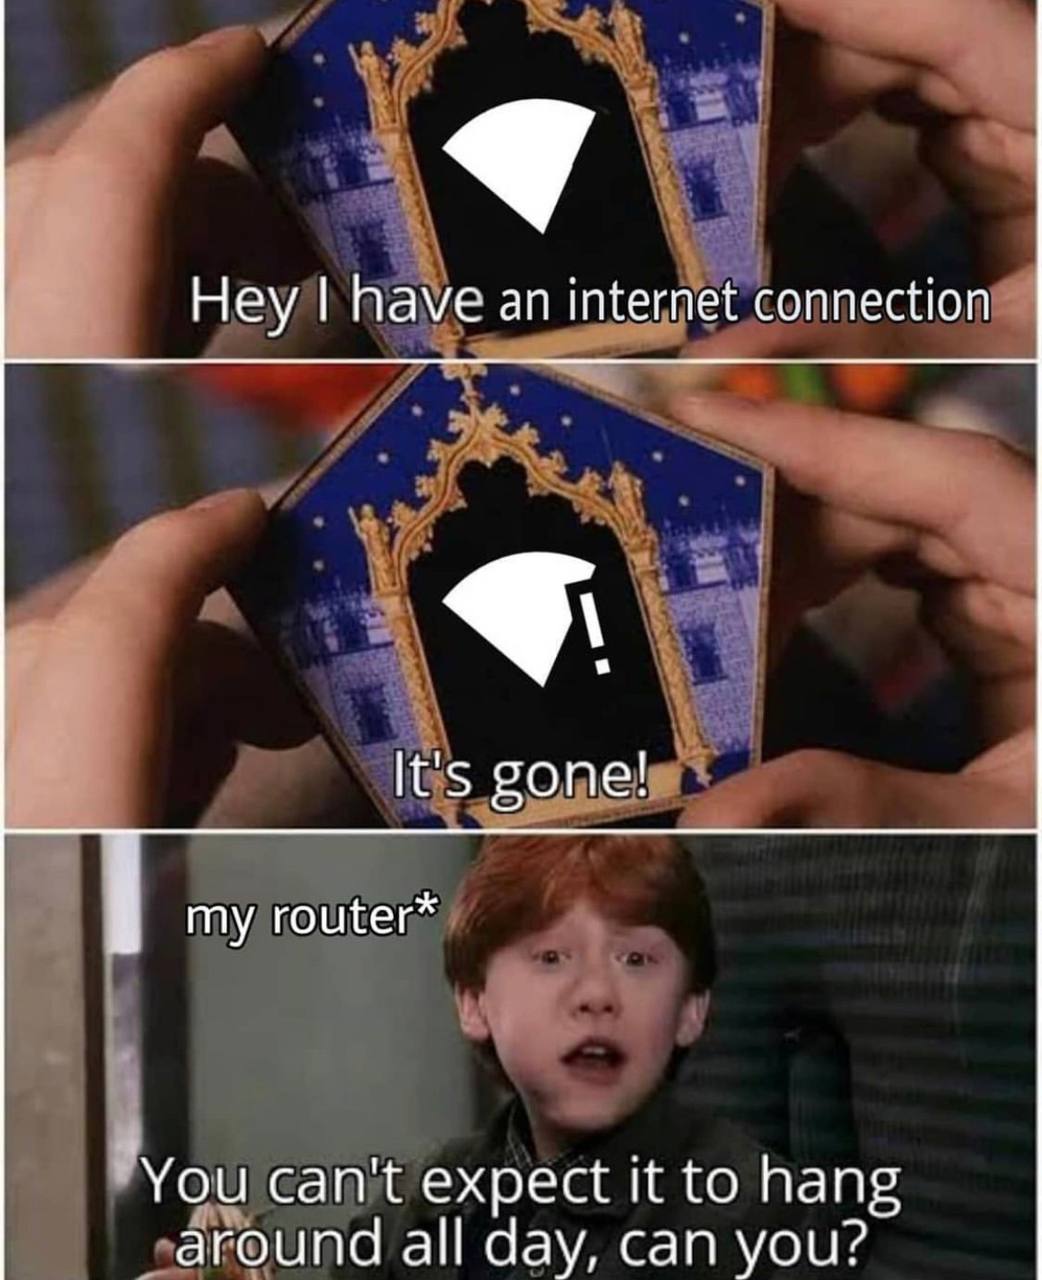 Hey I have an internet connection
!
It's gone!
my router*
You can't expect it to hang
around all day, can you?